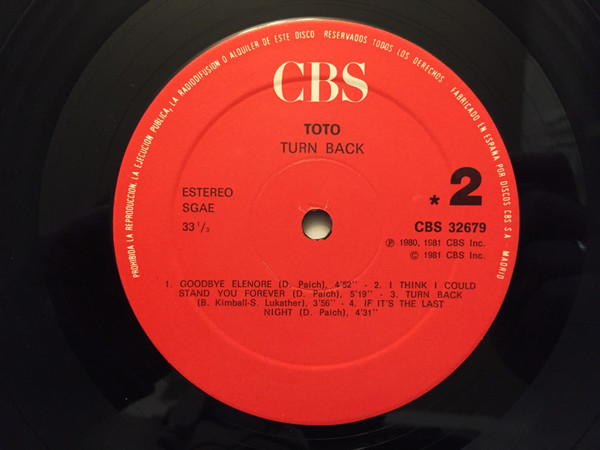 PROHIBIDA LA REPRODUCCION, LA EJECUCION PUBLICA, LA RADIODIFUSION O ALQUILER DE ESTE DISCO RESERVADOS TODOS LOS DERECHOS FABRICADO EN ESPAÑA POR DISCOS CBS S.A. - MADRID
CBS
TOTO
TURN BACK
ESTEREO
SGAE
33 1/3
* 2
CBS 32679
℗ 1980, 1981 CBS Inc.
© 1981 CBS Inc.
1. GOODBYE ELENORE (D. Paich), 4'52" - 2. I THINK I COULD
STAND YOU FOREVER (D. Paich), 5'19" - 3. TURN BACK
(B. Kimball-S. Lukather), 3'56" - 4. IF IT'S THE LAST
NIGHT (D. Paich), 4'31"